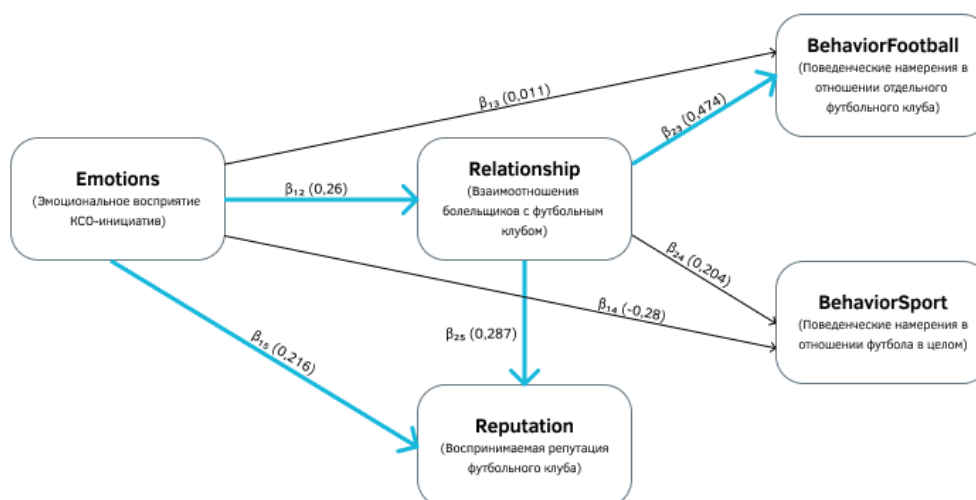 BehaviorFootball
(Поведенческие намерения в
отношении отдельного
футбольного клуба)
β₁₃ (0,011)
β₂₃ (0,474)
Emotions
(Эмоциональное восприятие
КСО-инициатив)
β₁₂ (0,26)
Relationship
(Взаимоотношения
болельщиков с футбольным
клубом)
β₂₄ (0,204)
β₁₄ (-0,28)
BehaviorSport
(Поведенческие намерения в
отношении футбола в целом)
β₁₅ (0,216)
β₂₅ (0,287)
Reputation
(Воспринимаемая репутация
футбольного клуба)